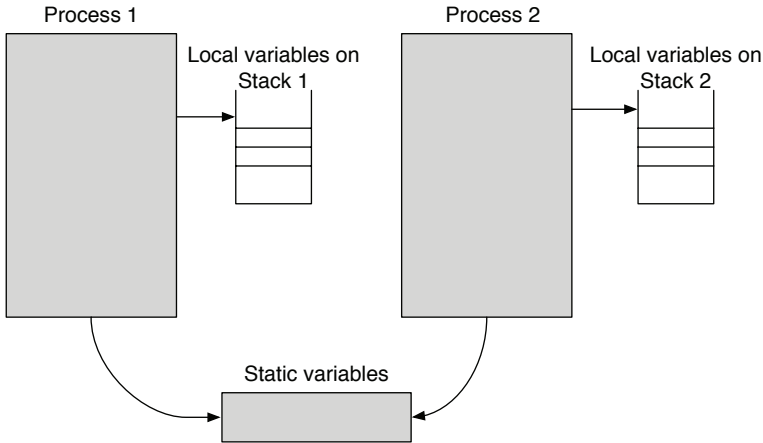 Process 1
Process 2
Local variables on
Stack 1
Local variables on
Stack 2
Static variables